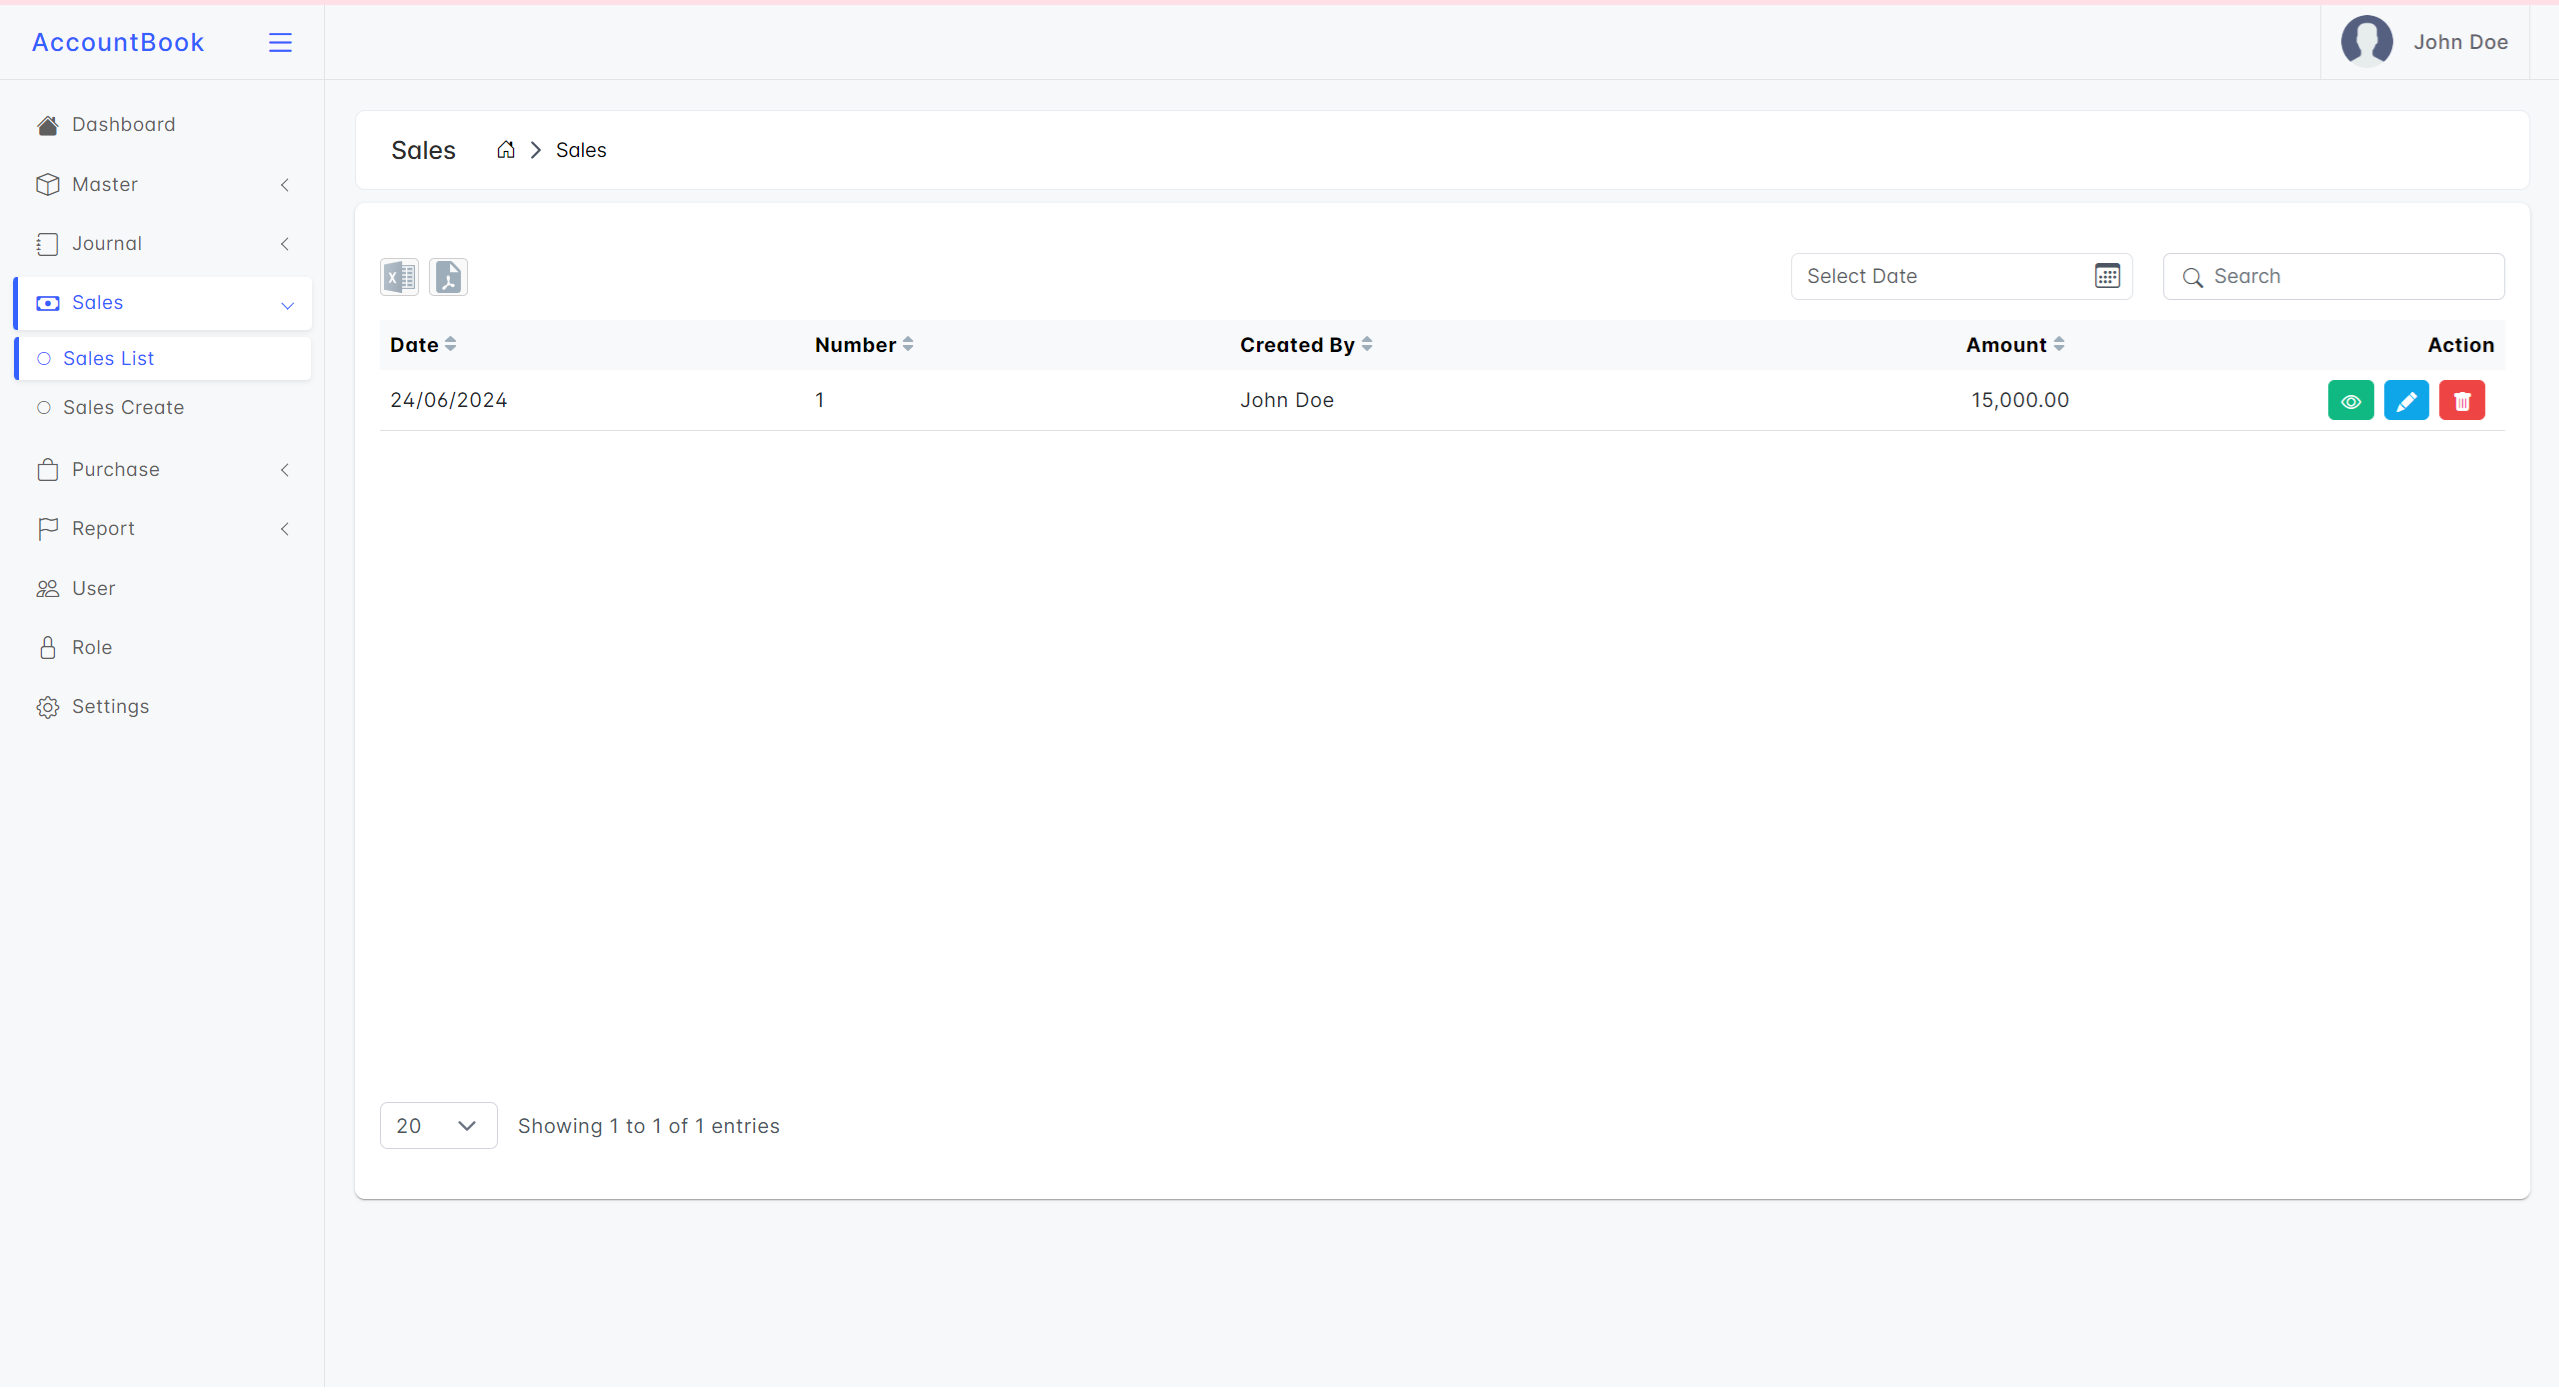 AccountBook
John Doe
Dashboard
Master
Journal
Sales
Sales List
Sales Create
Purchase
Report
User
Role
Settings
Sales Sales
Select Date Search
Date Number Created By Amount Action
24/06/2024 1 John Doe 15,000.00
20 Showing 1 to 1 of 1 entries